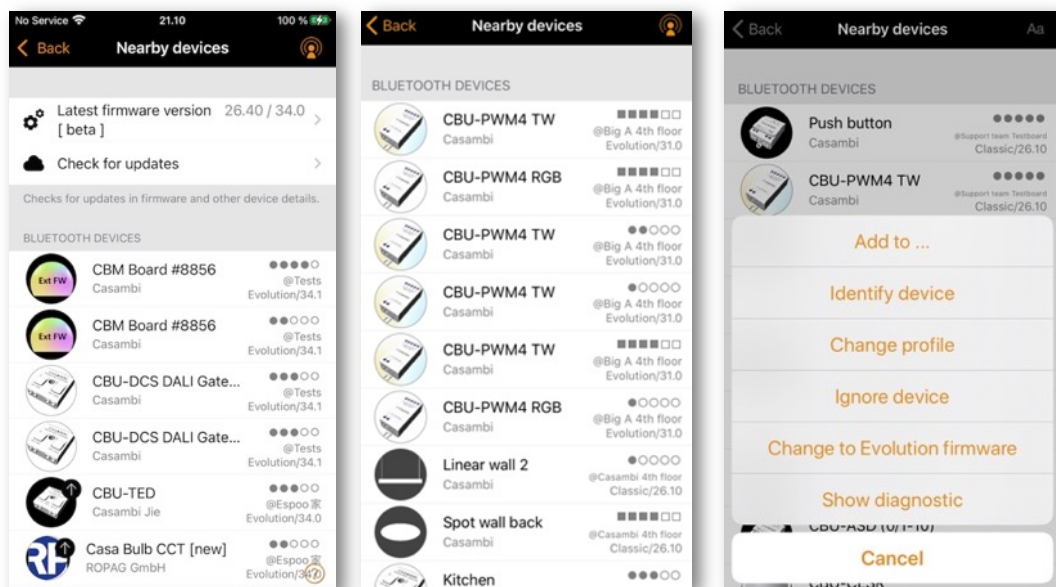 No Service 21.10 100 %
Back Nearby devices
Latest firmware version 26.40 / 34.0
[ beta ]
Check for updates
Checks for updates in firmware and other device details.
BLUETOOTH DEVICES
Ext FW
CBM Board #8856
Casambi
@Tests
Evolution/34.1
Ext FW
CBM Board #8856
Casambi
@Tests
Evolution/34.1
CBU-DCS DALI Gate...
Casambi
@Tests
Evolution/34.1
CBU-DCS DALI Gate...
Casambi
@Tests
Evolution/34.1
CBU-TED
Casambi Jie
@Espoo家
Evolution/34.0
Casa Bulb CCT [new]
ROPAG GmbH
@Espoo家
Evolution/34.0
Back Nearby devices
BLUETOOTH DEVICES
CBU-PWM4 TW
Casambi
@Big A 4th floor
Evolution/31.0
CBU-PWM4 RGB
Casambi
@Big A 4th floor
Evolution/31.0
CBU-PWM4 TW
Casambi
@Big A 4th floor
Evolution/31.0
CBU-PWM4 TW
Casambi
@Big A 4th floor
Evolution/31.0
CBU-PWM4 TW
Casambi
@Big A 4th floor
Evolution/31.0
CBU-PWM4 RGB
Casambi
@Big A 4th floor
Evolution/31.0
Linear wall 2
Casambi
@Casambi 4th floor
Classic/26.10
Spot wall back
Casambi
@Casambi 4th floor
Classic/26.10
Kitchen
Back Nearby devices Aa
BLUETOOTH DEVICES
Push button
Casambi
@Support team Testboard
Classic/26.10
CBU-PWM4 TW
Casambi
@Support team Testboard
Classic/26.10
Add to ...
Identify device
Change profile
Ignore device
Change to Evolution firmware
Show diagnostic
CBU-ASD (0/1-10)
Cancel